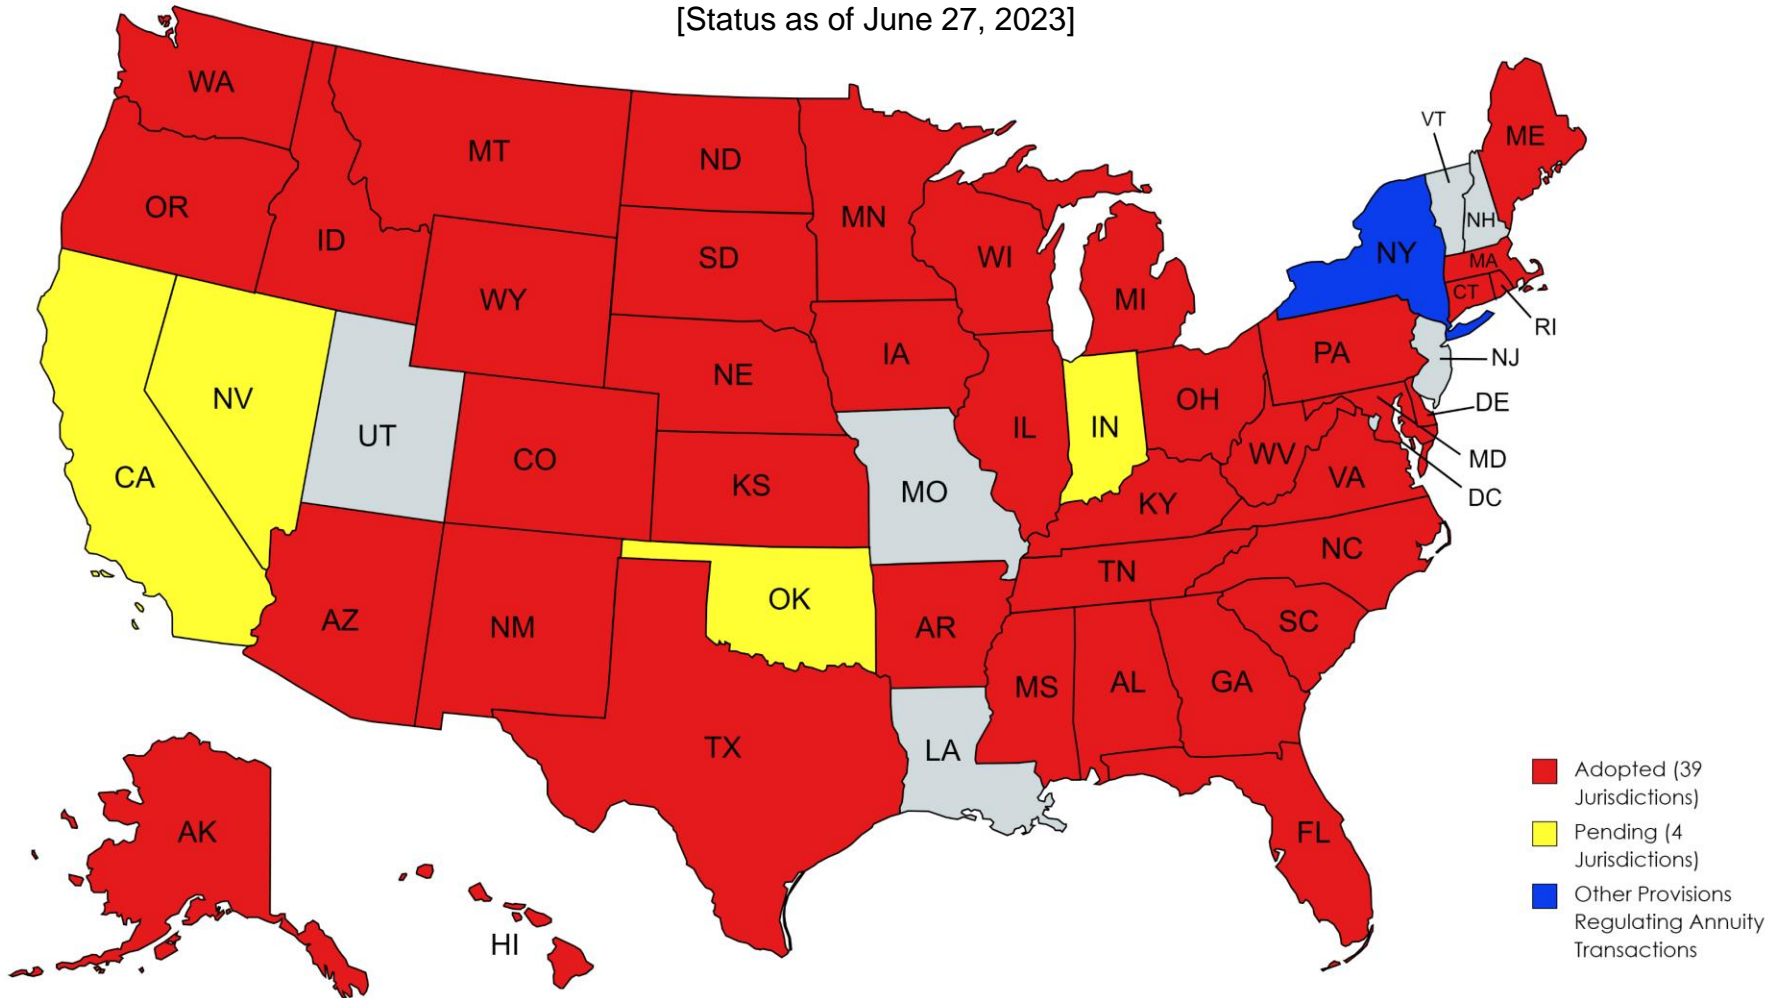 [Status as of June 27, 2023]
WA
MT
ND
MN
VT
ME
OR
ID
SD
WI
MI
NY
NH
MA
CT
RI
WY
IA
NE
PA
NJ
NV
UT
CO
KS
MO
IL
IN
OH
DE
MD
DC
WV
VA
CA
KY
NC
TN
OK
AZ
NM
AR
SC
MS
AL
GA
TX
LA
FL
AK
HI
Adopted (39
Jurisdictions)
Pending (4
Jurisdictions)
Other Provisions
Regulating Annuity
Transactions